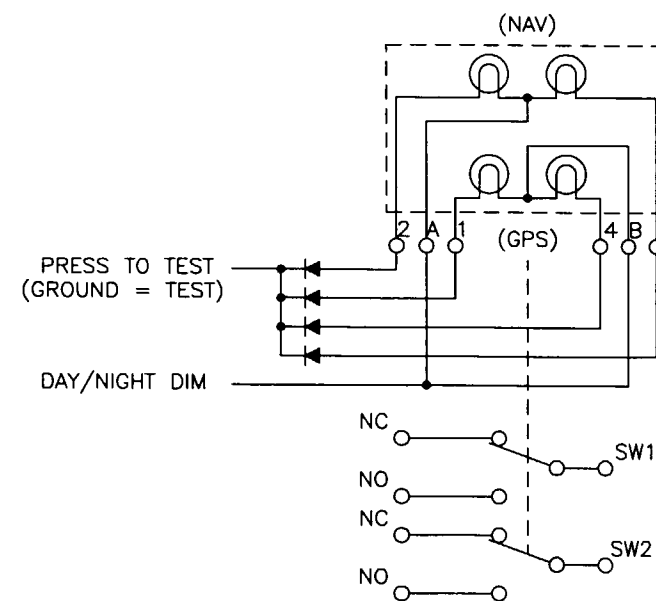 (NAV)
2 A 1 (GPS) 4 B
PRESS TO TEST
(GROUND = TEST)
DAY/NIGHT DIM
NC
SW1
NO
NC
SW2
NO